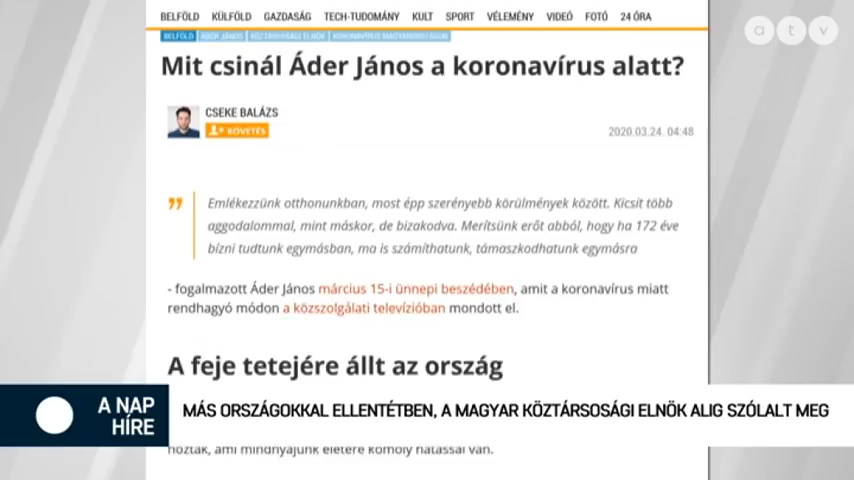 BELFÖLD KÜLFÖLD GAZDASÁG TECH-TUDOMÁNY KULT SPORT VÉLEMÉNY VIDEÓ FOTÓ 24 ÓRA
atv
BELFÖLD ÁDER JÁNOS KÖZTÁRSASÁGI ELNÖK KORONAVÍRUS MAGYARORSZÁGON
Mit csinál Áder János a koronavírus alatt?
CSEKE BALÁZS
KÖVETÉS
2020.03.24. 04:48
Emlékezzünk otthonunkban, most épp szerényebb körülmények között. Kicsit több
aggodalommal, mint máskor, de bizakodva. Merítsünk erőt abból, hogy ha 172 éve
bízni tudtunk egymásban, ma is számíthatunk, támaszkodhatunk egymásra
- fogalmazott Áder János március 15-i ünnepi beszédében, amit a koronavírus miatt
rendhagyó módon a közszolgálati televízióban mondott el.
A feje tetejére állt az ország
A NAP
HÍRE
MÁS ORSZÁGOKKAL ELLENTÉTBEN, A MAGYAR KÖZTÁRSOSÁGI ELNÖK ALIG SZÓLALT MEG
hoztak, ami mindnyájunk életére komoly hatással van.